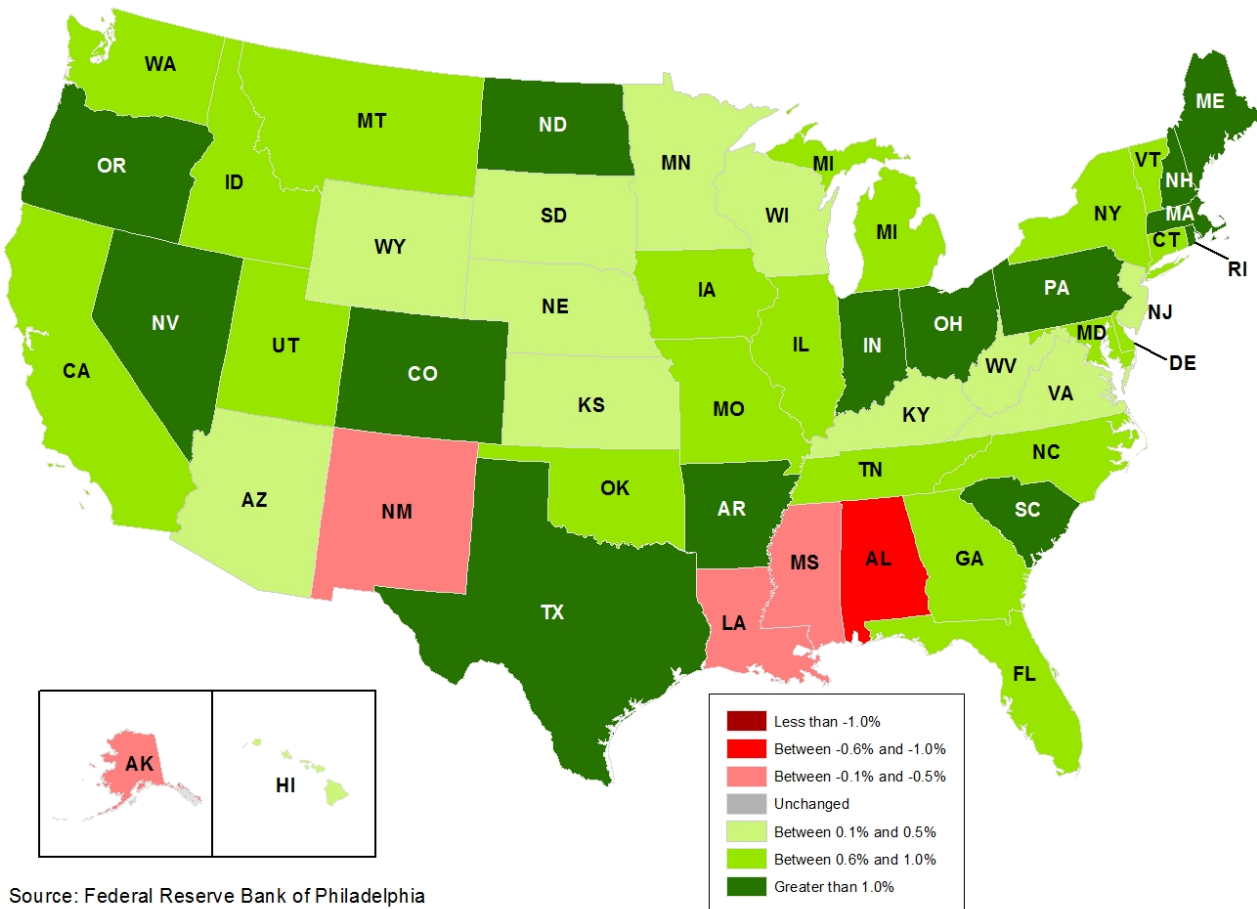 WA
MT
ND
ME
OR
ID
MN
MI
VT
NH
SD
WI
NY
MA
WY
MI
CT
RI
IA
PA
NE
NV
UT
IL
IN
OH
NJ
CA
CO
MD
DE
WV
KS
MO
VA
KY
NC
TN
AZ
OK
NM
AR
SC
MS
AL
GA
TX
LA
FL
AK
HI
Less than -1.0%
Between -0.6% and -1.0%
Between -0.1% and -0.5%
Unchanged
Between 0.1% and 0.5%
Between 0.6% and 1.0%
Greater than 1.0%
Source: Federal Reserve Bank of Philadelphia